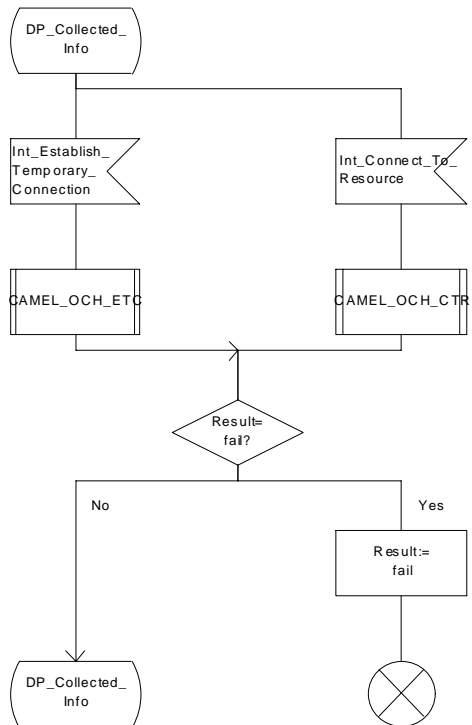 DP_Collected_
Info
Int_Establish_
Temporary_
Connection
Int_Connect_To_
Resource
CAMEL_OCH_ETC
CAMEL_OCH_CTR
Result=
fail?
No
Yes
Result:=
fail
DP_Collected_
Info